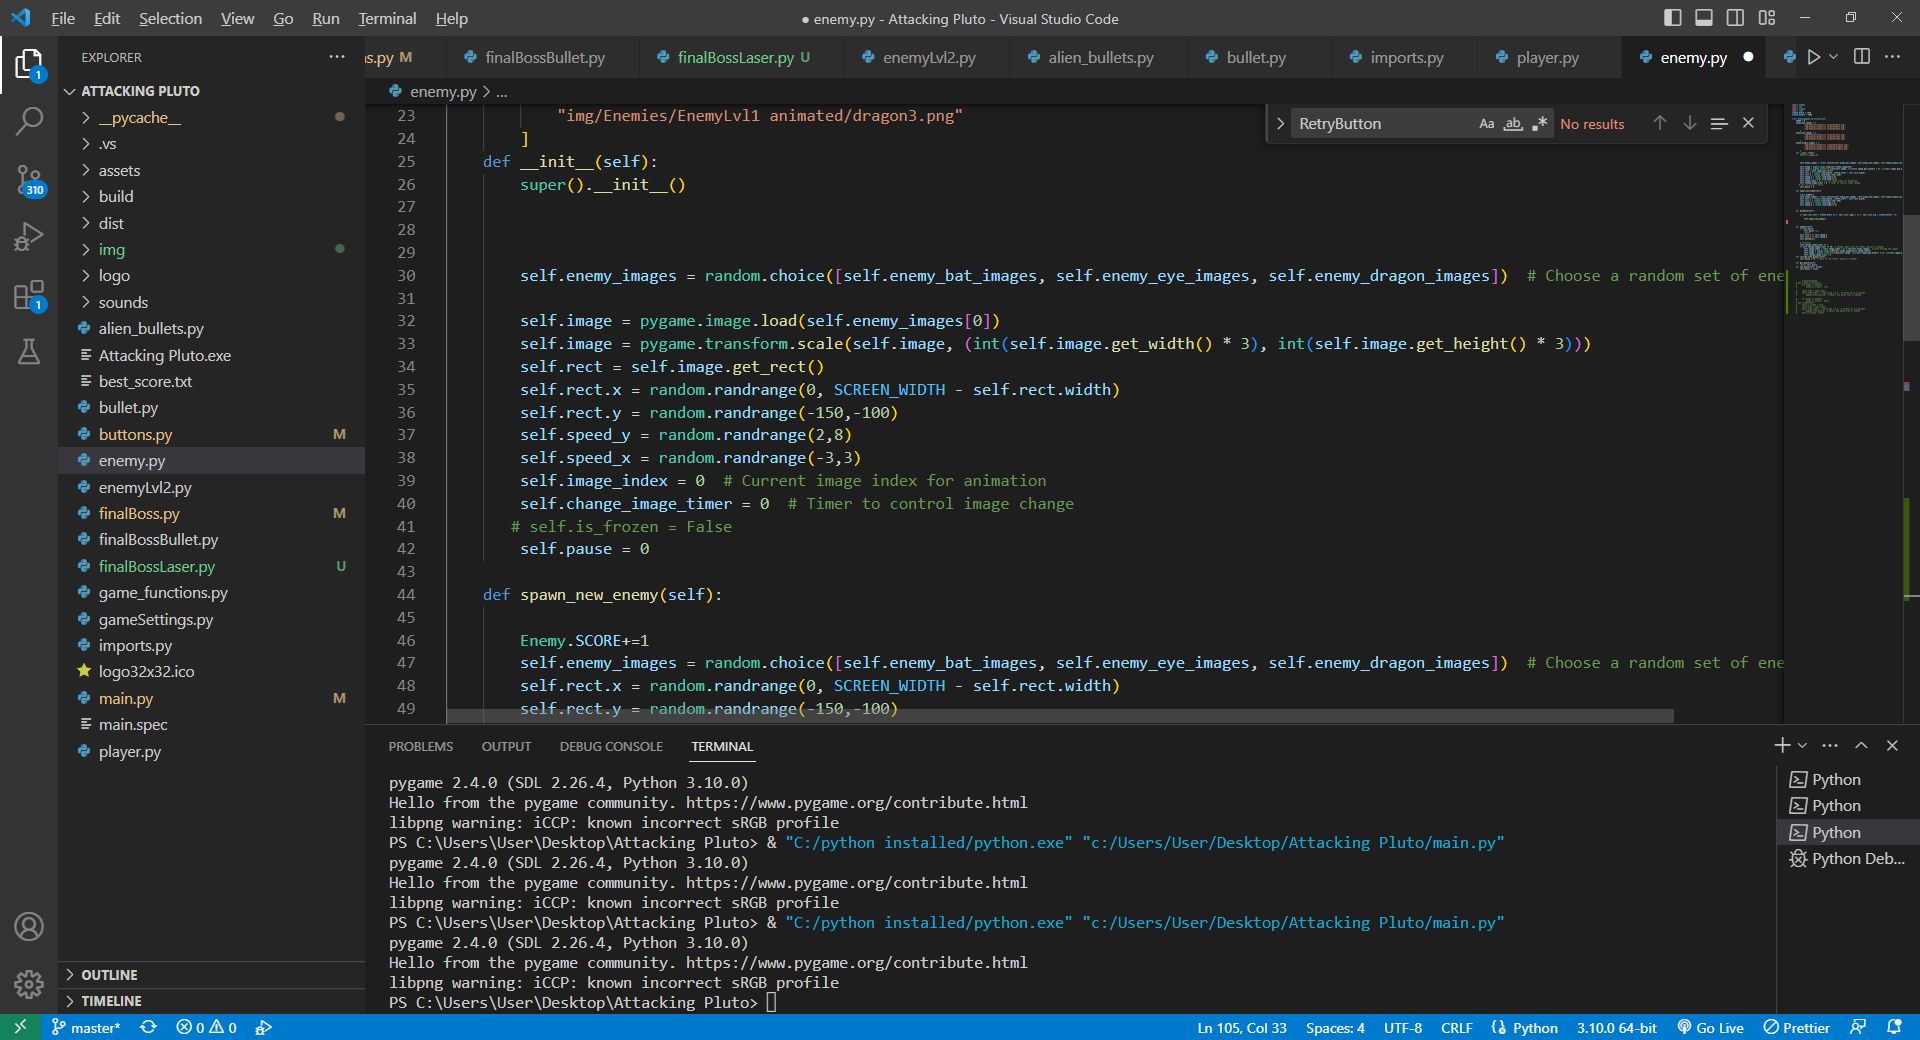 File Edit Selection View Go Run Terminal Help
● enemy.py - Attacking Pluto - Visual Studio Code
EXPLORER
ns.py M
finalBossBullet.py
finalBossLaser.py U
enemyLvl2.py
alien_bullets.py
bullet.py
imports.py
player.py
enemy.py
enemy.py > ...
RetryButton
Aa ab .*
No results
ATTACKING PLUTO
__pycache__
.vs
assets
build
dist
img
logo
sounds
alien_bullets.py
Attacking Pluto.exe
best_score.txt
bullet.py
buttons.py M
enemy.py
enemyLvl2.py
finalBoss.py M
finalBossBullet.py
finalBossLaser.py U
game_functions.py
gameSettings.py
imports.py
logo32x32.ico
main.py M
main.spec
player.py
OUTLINE
TIMELINE
1
310
1
23 "img/Enemies/EnemyLvl1 animated/dragon3.png"
24 ]
25 def __init__(self):
26 super().__init__()
27
28
29
30 self.enemy_images = random.choice([self.enemy_bat_images, self.enemy_eye_images, self.enemy_dragon_images]) # Choose a random set of ene
31
32 self.image = pygame.image.load(self.enemy_images[0])
33 self.image = pygame.transform.scale(self.image, (int(self.image.get_width() * 3), int(self.image.get_height() * 3)))
34 self.rect = self.image.get_rect()
35 self.rect.x = random.randrange(0, SCREEN_WIDTH - self.rect.width)
36 self.rect.y = random.randrange(-150,-100)
37 self.speed_y = random.randrange(2,8)
38 self.speed_x = random.randrange(-3,3)
39 self.image_index = 0 # Current image index for animation
40 self.change_image_timer = 0 # Timer to control image change
41 # self.is_frozen = False
42 self.pause = 0
43
44 def spawn_new_enemy(self):
45
46 Enemy.SCORE+=1
47 self.enemy_images = random.choice([self.enemy_bat_images, self.enemy_eye_images, self.enemy_dragon_images]) # Choose a random set of ene
48 self.rect.x = random.randrange(0, SCREEN_WIDTH - self.rect.width)
49 self.rect.y = random.randrange(-150,-100)
PROBLEMS OUTPUT DEBUG CONSOLE TERMINAL
pygame 2.4.0 (SDL 2.26.4, Python 3.10.0)
Hello from the pygame community. https://www.pygame.org/contribute.html
libpng warning: iCCP: known incorrect sRGB profile
PS C:\Users\User\Desktop\Attacking Pluto> & "C:/python installed/python.exe" "c:/Users/User/Desktop/Attacking Pluto/main.py"
pygame 2.4.0 (SDL 2.26.4, Python 3.10.0)
Hello from the pygame community. https://www.pygame.org/contribute.html
libpng warning: iCCP: known incorrect sRGB profile
PS C:\Users\User\Desktop\Attacking Pluto> & "C:/python installed/python.exe" "c:/Users/User/Desktop/Attacking Pluto/main.py"
pygame 2.4.0 (SDL 2.26.4, Python 3.10.0)
Hello from the pygame community. https://www.pygame.org/contribute.html
libpng warning: iCCP: known incorrect sRGB profile
PS C:\Users\User\Desktop\Attacking Pluto>
Python
Python
Python
Python Deb...
master* 0 0
Ln 105, Col 33 Spaces: 4 UTF-8 CRLF Python 3.10.0 64-bit Go Live Prettier